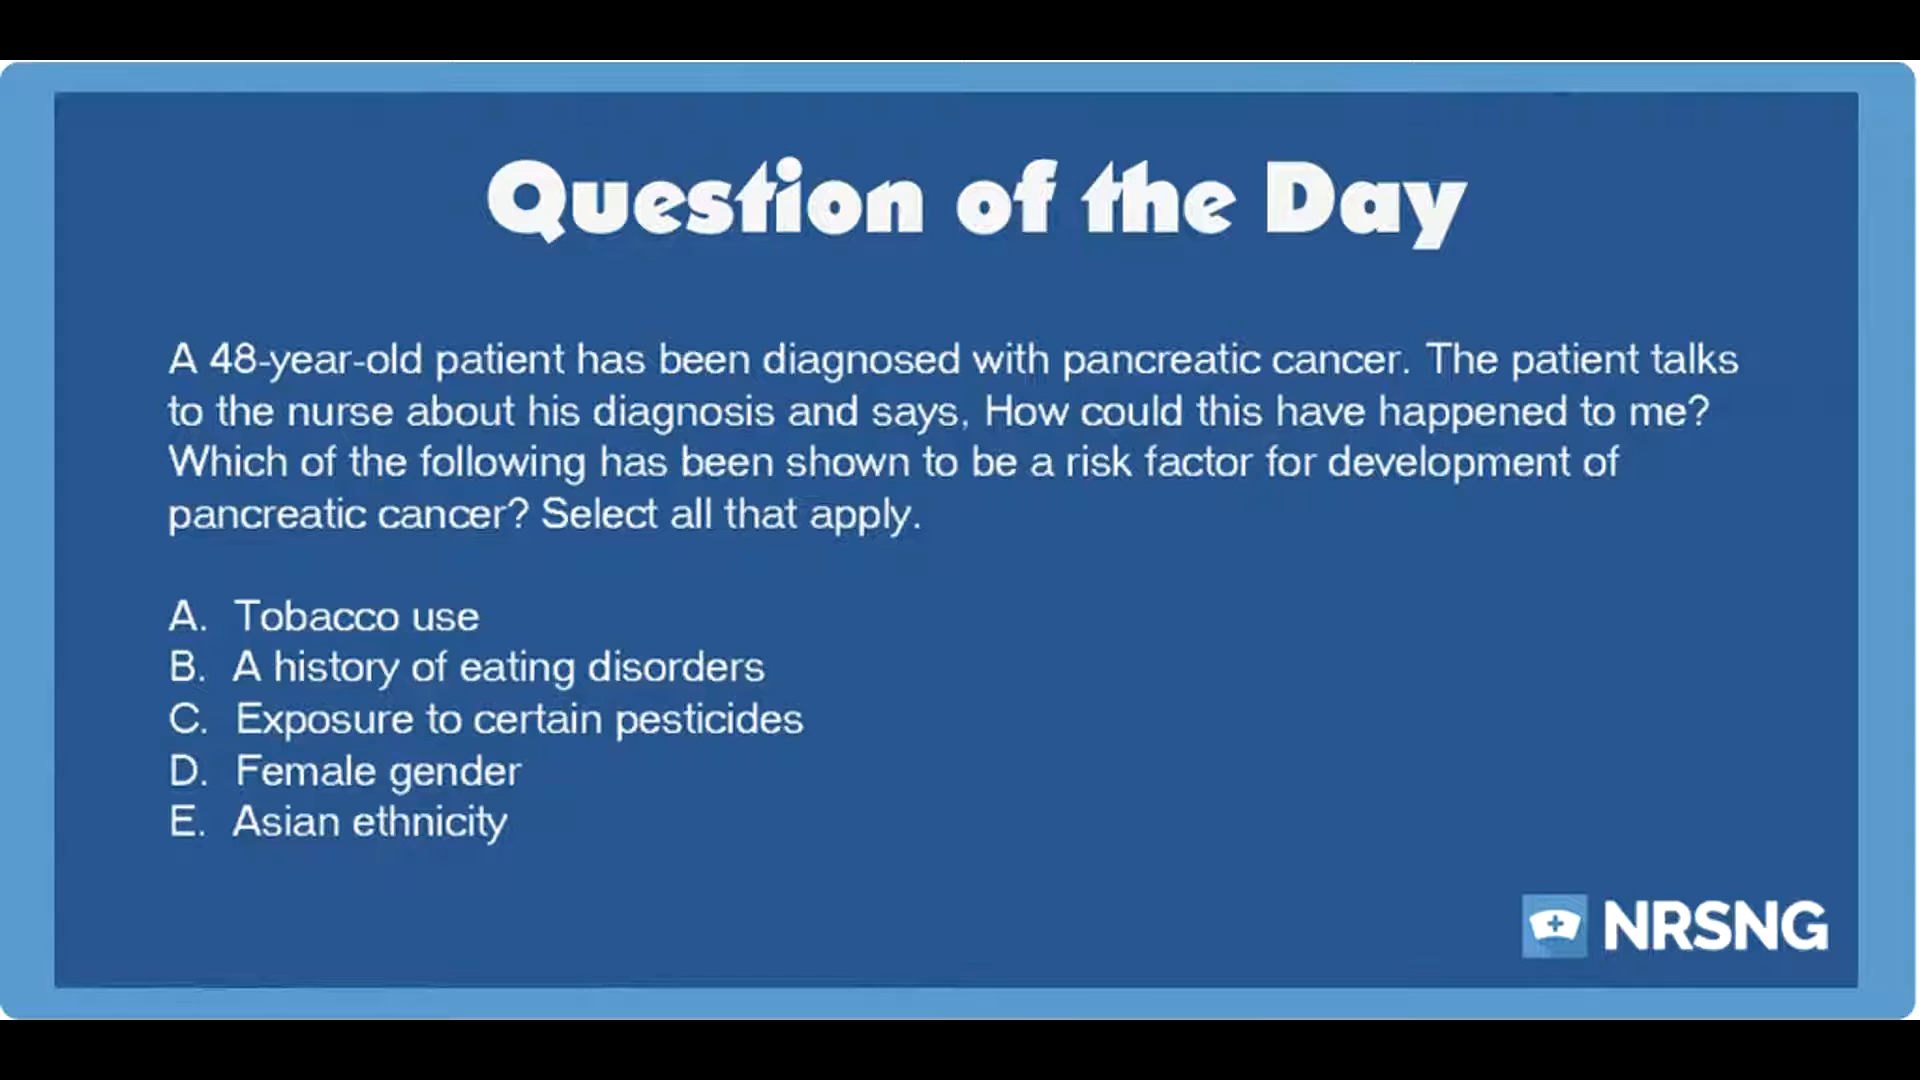 Question of the Day
A 48-year-old patient has been diagnosed with pancreatic cancer. The patient talks
to the nurse about his diagnosis and says, How could this have happened to me?
Which of the following has been shown to be a risk factor for development of
pancreatic cancer? Select all that apply.
A. Tobacco use
B. A history of eating disorders
C. Exposure to certain pesticides
D. Female gender
E. Asian ethnicity
NRSNG